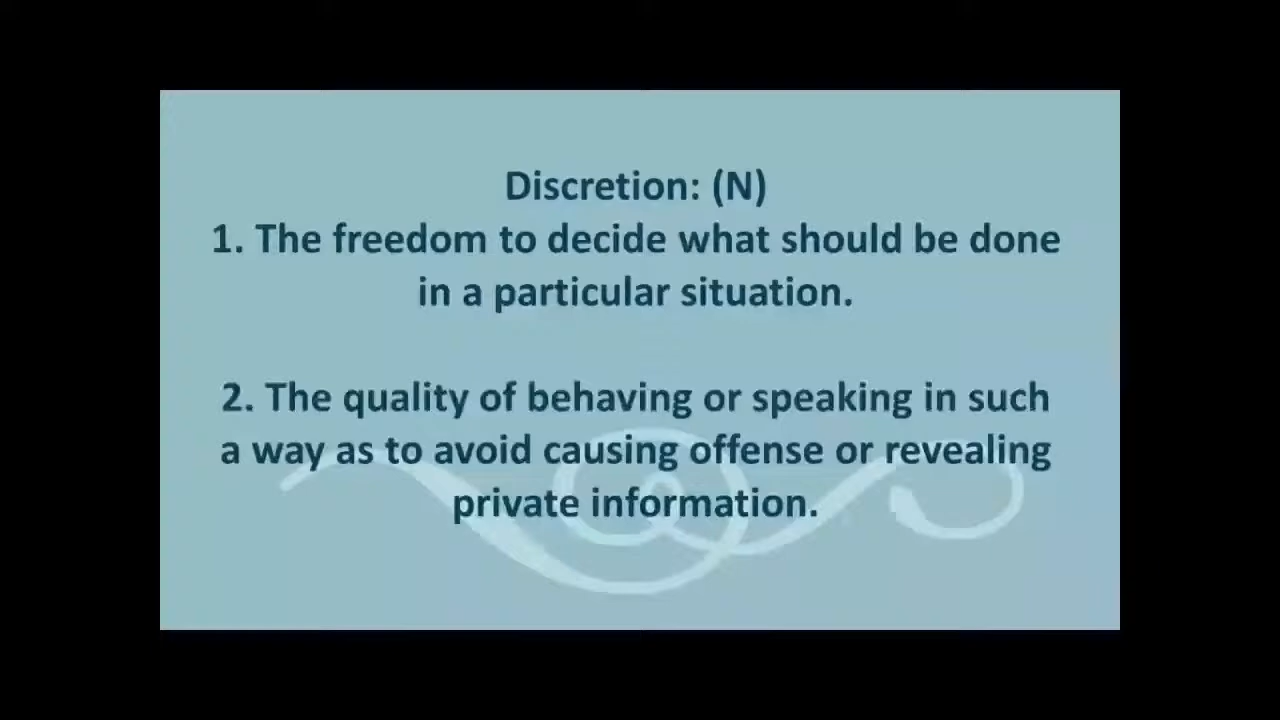 Discretion: (N)
1. The freedom to decide what should be done
in a particular situation.
2. The quality of behaving or speaking in such
a way as to avoid causing offense or revealing
private information.